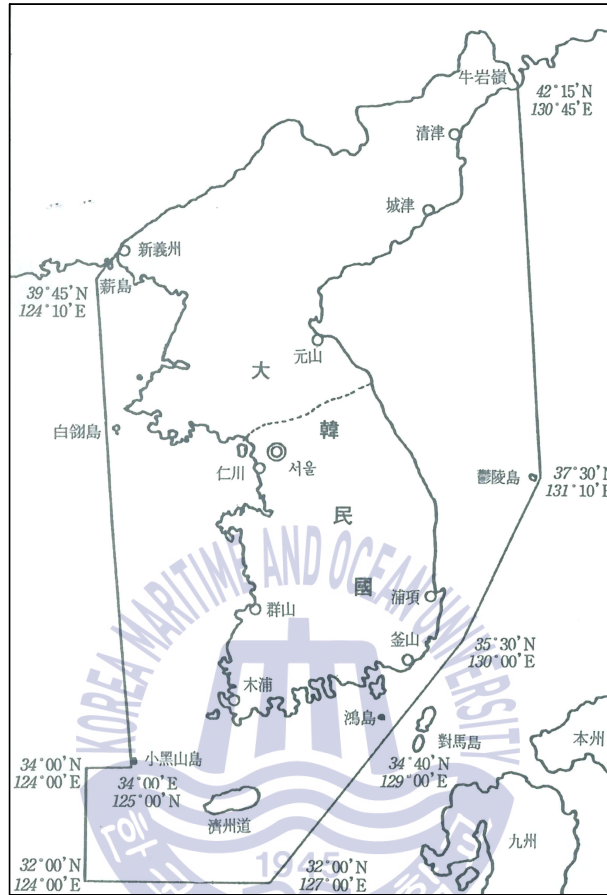 牛岩嶺
42°15'N
130°45'E
清津
城津
新義州
薪島
39°45'N
124°10'E
元山
大
韓
民
國
白翎島
仁川
서울
鬱陵島
37°30'N
131°10'E
群山
浦項
釜山
35°30'N
130°00'E
木浦
鴻島
對馬島
34°40'N
129°00'E
本州
小黑山島
34°00'N
124°00'E
34°00'E
125°00'N
濟州道
九州
32°00'N
124°00'E
32°00'N
127°00'E
KOREA MARITIME AND OCEAN UNIVERSITY
1945